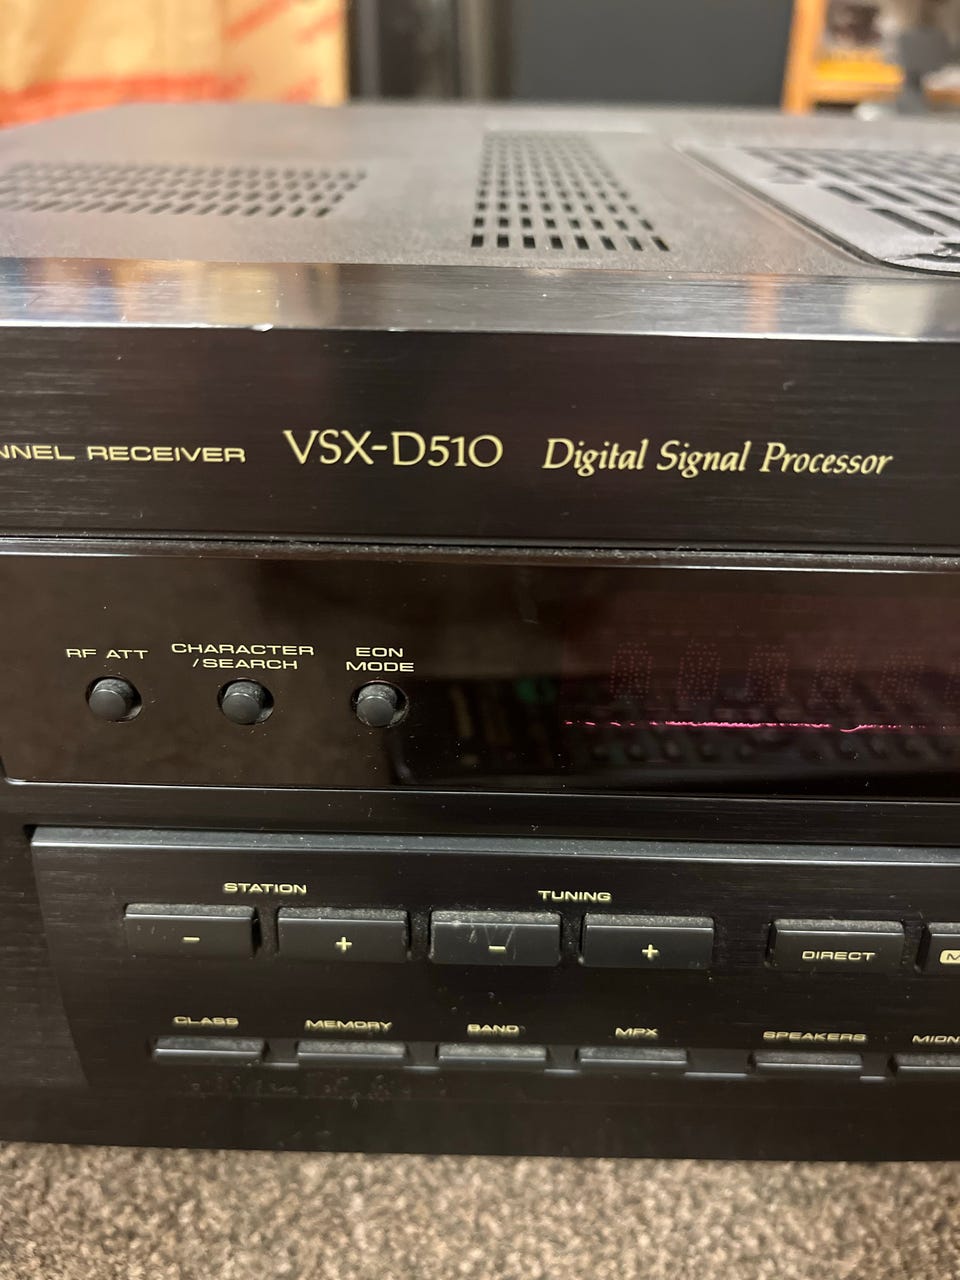 NNEL RECEIVER VSX-D510 Digital Signal Processor
RF ATT CHARACTER /SEARCH EON MODE
STATION TUNING
- + - + DIRECT M
CLASS MEMORY BAND MPX SPEAKERS MIDN